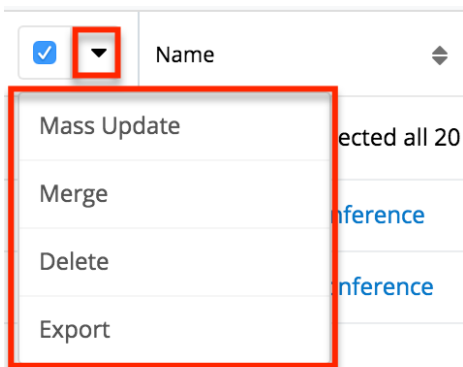 Name
Mass Update
ected all 20
Merge
nference
Delete
nference
Export